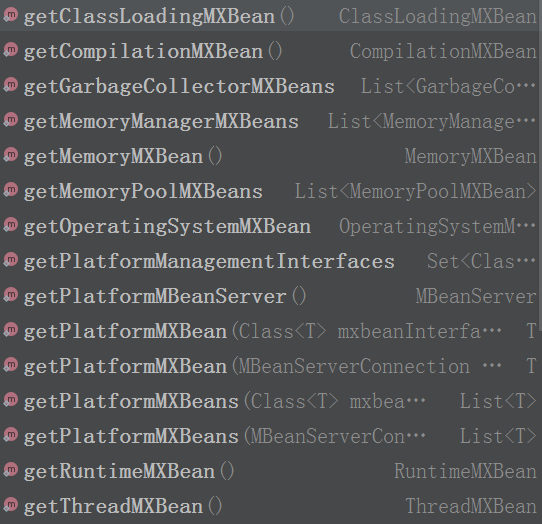 getClassLoadingMXBean() ClassLoadingMXBean
getCompilationMXBean() CompilationMXBean
getGarbageCollectorMXBeans List<GarbageCo…
getMemoryManagerMXBeans List<MemoryManage…
getMemoryMXBean() MemoryMXBean
getMemoryPoolMXBeans List<MemoryPoolMXBean>
getOperatingSystemMXBean OperatingSystemM…
getPlatformManagementInterfaces Set<Clas…
getPlatformMBeanServer() MBeanServer
getPlatformMXBean(Class<T> mxbeanInterfa… T
getPlatformMXBean(MBeanServerConnection … T
getPlatformMXBeans(Class<T> mxbea… List<T>
getPlatformMXBeans(MBeanServerCon… List<T>
getRuntimeMXBean() RuntimeMXBean
getThreadMXBean() ThreadMXBean